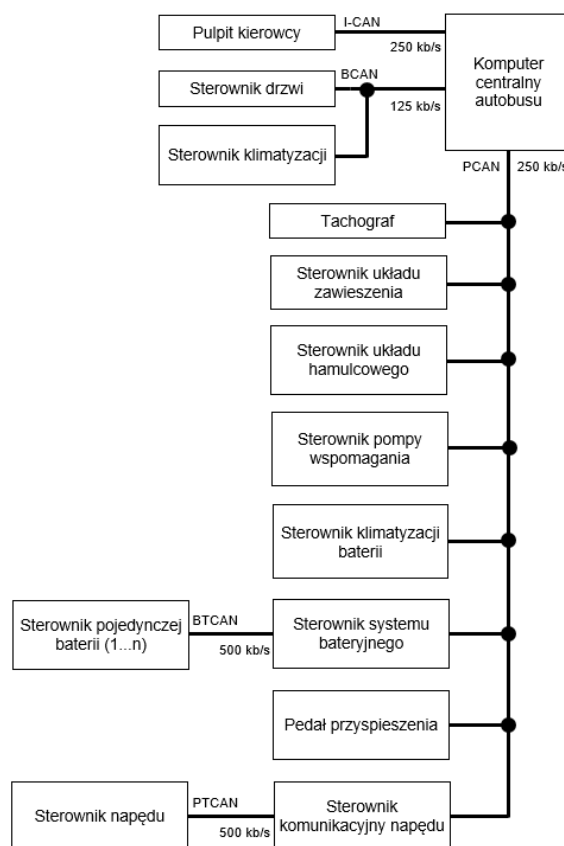 I-CAN
Pulpit kierowcy
250 kb/s
Komputer
centralny
autobusu
BCAN
Sterownik drzwi
125 kb/s
Sterownik klimatyzacji
PCAN
250 kb/s
Tachograf
Sterownik układu
zawieszenia
Sterownik układu
hamulcowego
Sterownik pompy
wspomagania
Sterownik klimatyzacji
baterii
Sterownik pojedynczej
baterii (1...n)
BTCAN
500 kb/s
Sterownik systemu
bateryjnego
Pedał przyspieszenia
Sterownik napędu
PTCAN
500 kb/s
Sterownik
komunikacyjny napędu